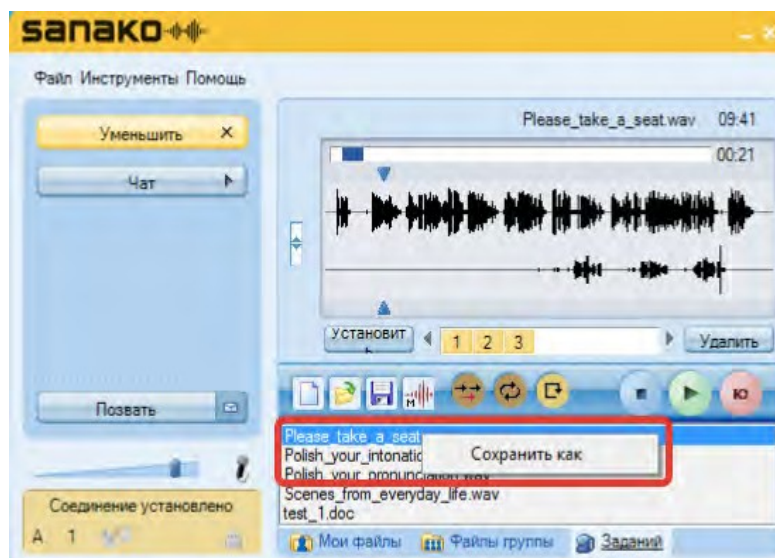 sanako
Файл Инструменты Помощь
Уменьшить X
Чат
Позвать
Соединение установлено
A 1
Please_take_a_seat.wav 09:41
00:21
Установит
ь
1 2 3
Удалить
M
Ю
Please_take_a_seat
Сохранить как
Polish_your_intonatic
Polish_your_pronunciation.wav
Scenes_from_everyday_life.wav
test_1.doc
Мои файлы Файлы группы Заданий